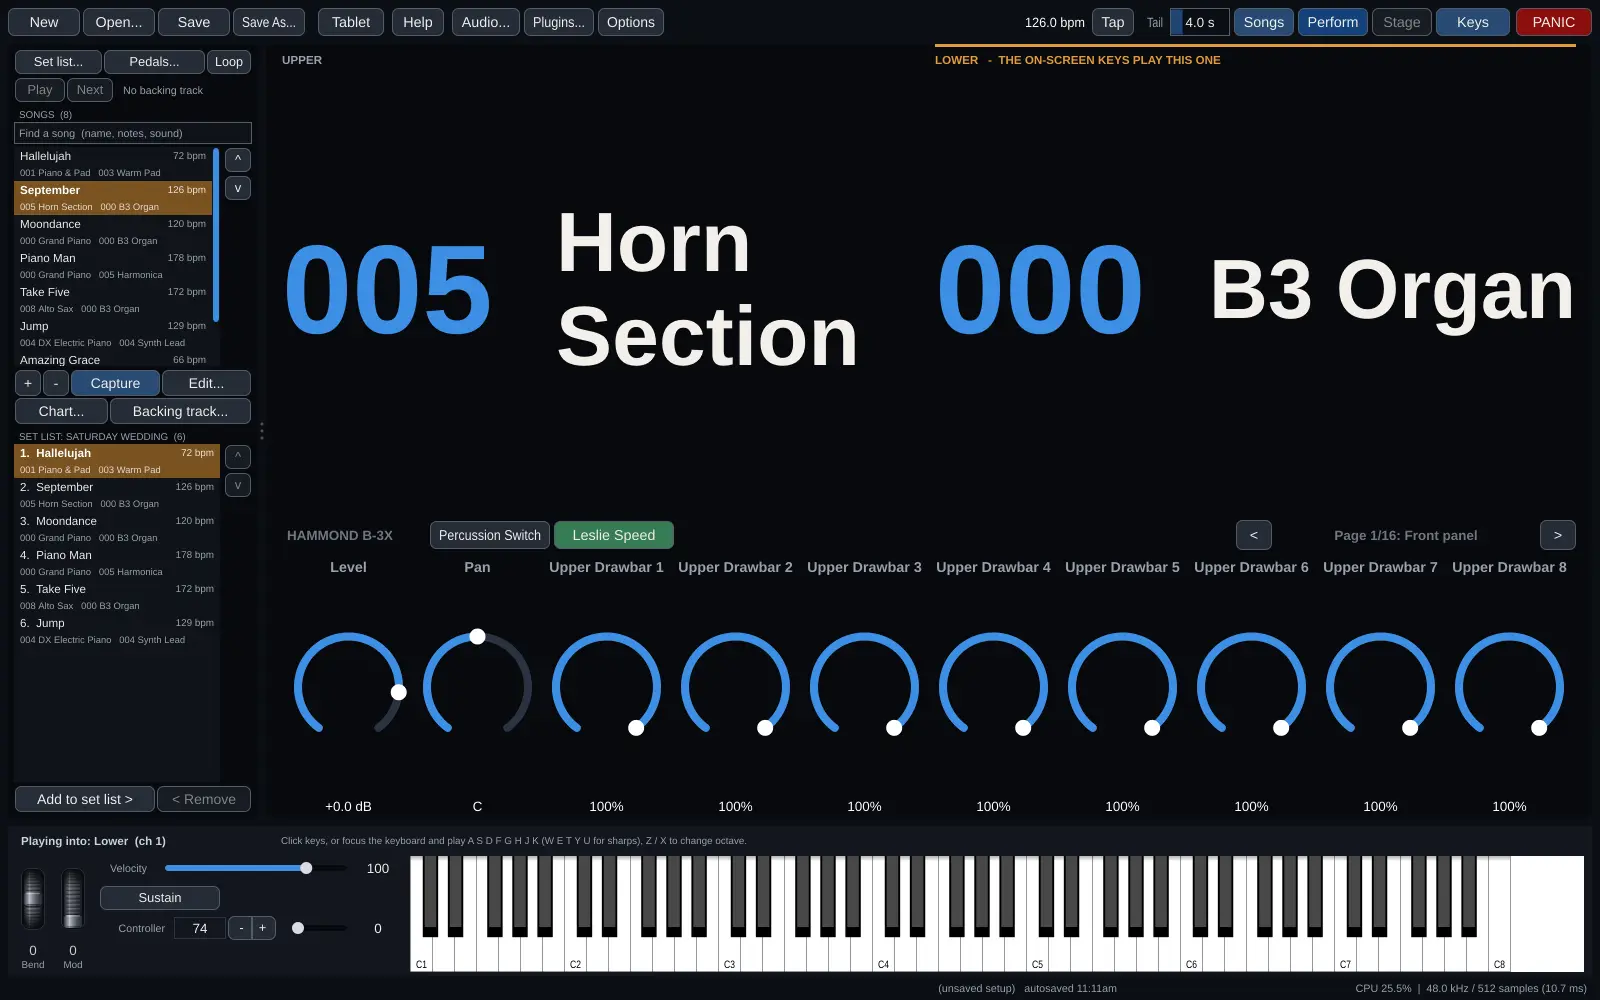 New Open... Save Save As... Tablet Help Audio... Plugins... Options 126.0 bpm Tap Tail 4.0 s Songs Perform Stage Keys PANIC
Set list... Pedals... Loop
Play Next No backing track
SONGS (8)
Find a song (name, notes, sound)
Hallelujah 72 bpm
001 Piano & Pad 003 Warm Pad
^
September 126 bpm
005 Horn Section 000 B3 Organ
v
Moondance 120 bpm
000 Grand Piano 000 B3 Organ
Piano Man 178 bpm
000 Grand Piano 005 Harmonica
Take Five 172 bpm
008 Alto Sax 000 B3 Organ
Jump 129 bpm
004 DX Electric Piano 004 Synth Lead
Amazing Grace 66 bpm
+ - Capture Edit...
Chart... Backing track...
SET LIST: SATURDAY WEDDING (6)
1. Hallelujah 72 bpm
001 Piano & Pad 003 Warm Pad
^
2. September 126 bpm
005 Horn Section 000 B3 Organ
v
3. Moondance 120 bpm
000 Grand Piano 000 B3 Organ
4. Piano Man 178 bpm
000 Grand Piano 005 Harmonica
5. Take Five 172 bpm
008 Alto Sax 000 B3 Organ
6. Jump 129 bpm
004 DX Electric Piano 004 Synth Lead
Add to set list > < Remove
UPPER
005 Horn
Section
LOWER - THE ON-SCREEN KEYS PLAY THIS ONE
000 B3 Organ
HAMMOND B-3X Percussion Switch Leslie Speed < Page 1/16: Front panel >
Level Pan Upper Drawbar 1 Upper Drawbar 2 Upper Drawbar 3 Upper Drawbar 4 Upper Drawbar 5 Upper Drawbar 6 Upper Drawbar 7 Upper Drawbar 8
+0.0 dB C 100% 100% 100% 100% 100% 100% 100% 100%
Playing into: Lower (ch 1) Click keys, or focus the keyboard and play A S D F G H J K (W E T Y U for sharps), Z / X to change octave.
Velocity 100
Sustain
Controller 74 - + 0
0 0
Bend Mod
C1 C2 C3 C4 C5 C6 C7 C8
(unsaved setup) autosaved 11:11am CPU 25.5% | 48.0 kHz / 512 samples (10.7 ms)